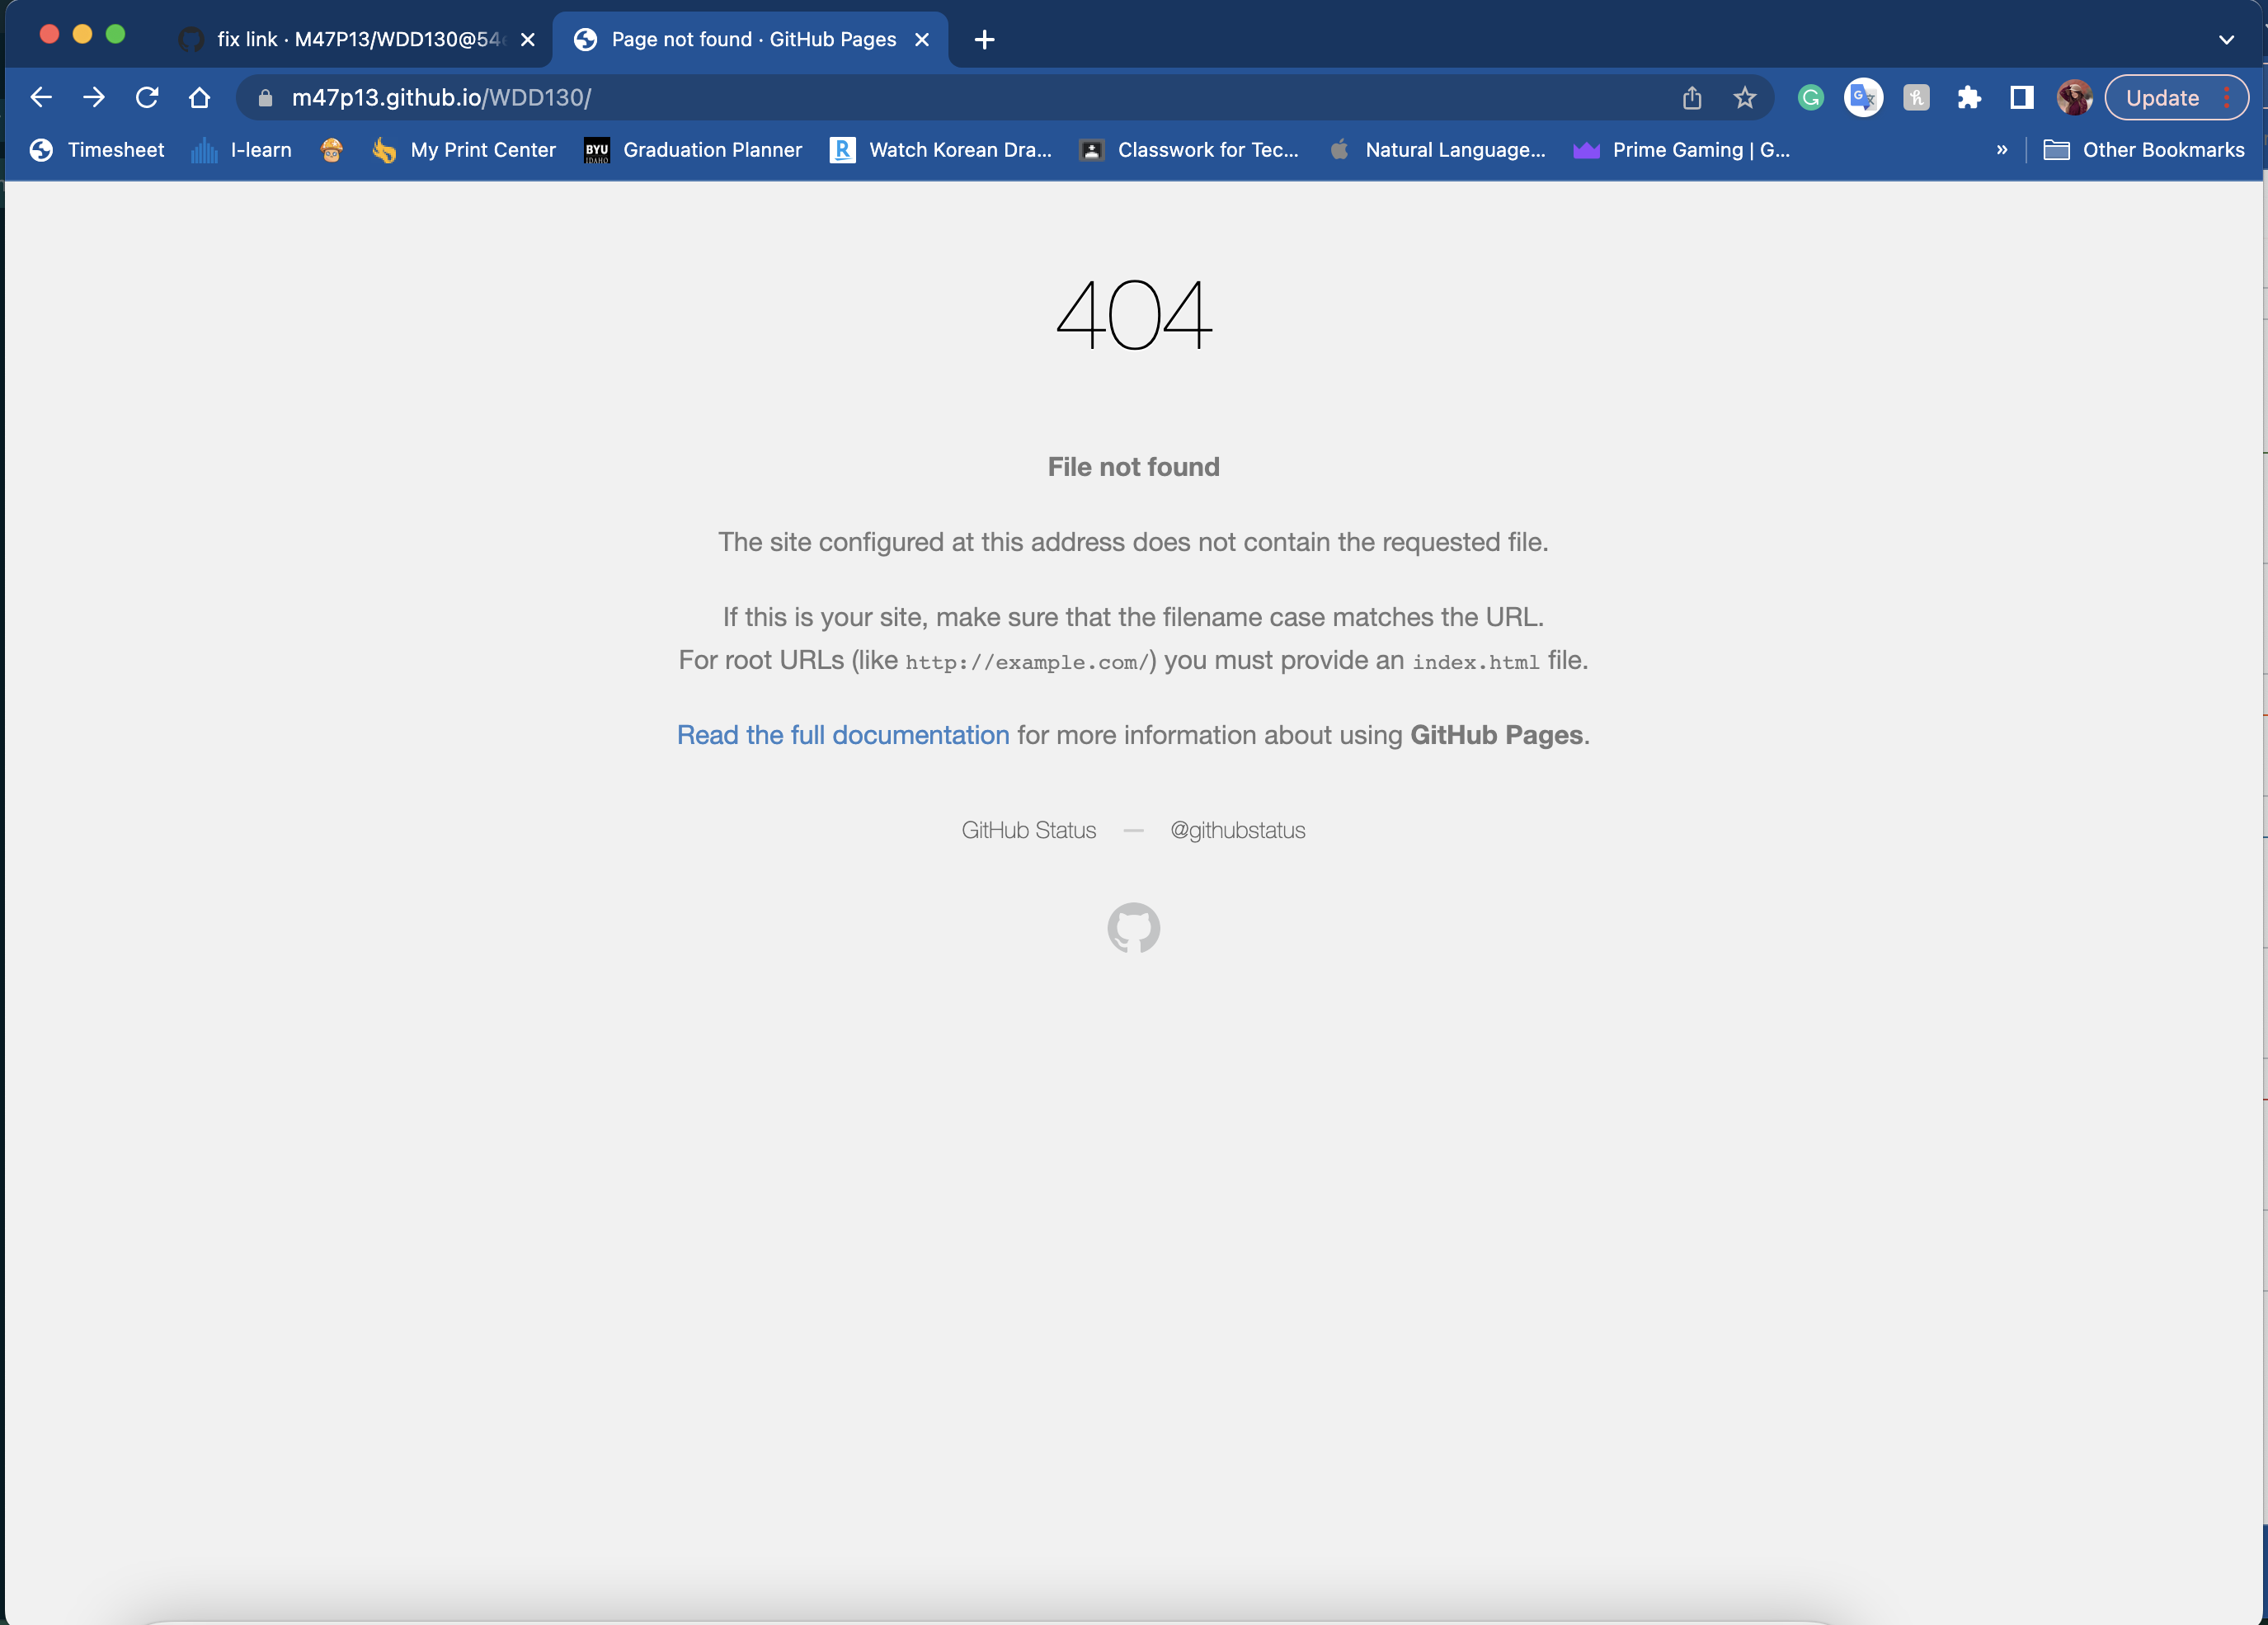 fix link · M47P13/WDD130@54
Page not found · GitHub Pages
m47p13.github.io/WDD130/
Update
Timesheet
I-learn
My Print Center
BYU
IDAHO
Graduation Planner
R
Watch Korean Dra...
Classwork for Tec...
Natural Language...
Prime Gaming | G...
»
Other Bookmarks
404
File not found
The site configured at this address does not contain the requested file.
If this is your site, make sure that the filename case matches the URL.
For root URLs (like http://example.com/) you must provide an index.html file.
Read the full documentation for more information about using GitHub Pages.
GitHub Status — @githubstatus